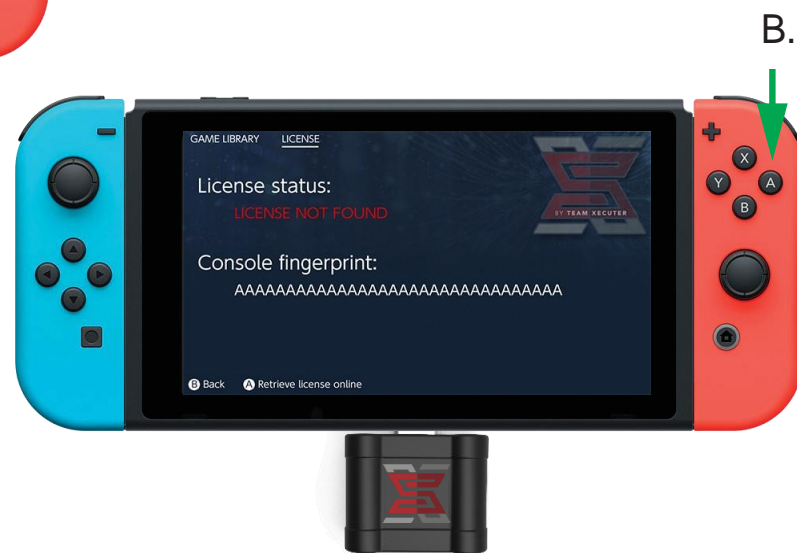 B.
GAME LIBRARY LICENSE
License status:
LICENSE NOT FOUND
BY TEAM XECUTER
Console fingerprint:
AAAAAAAAAAAAAAAAAAAAAAAAAAAAAAAA
B Back A Retrieve license online
X
Y A
B